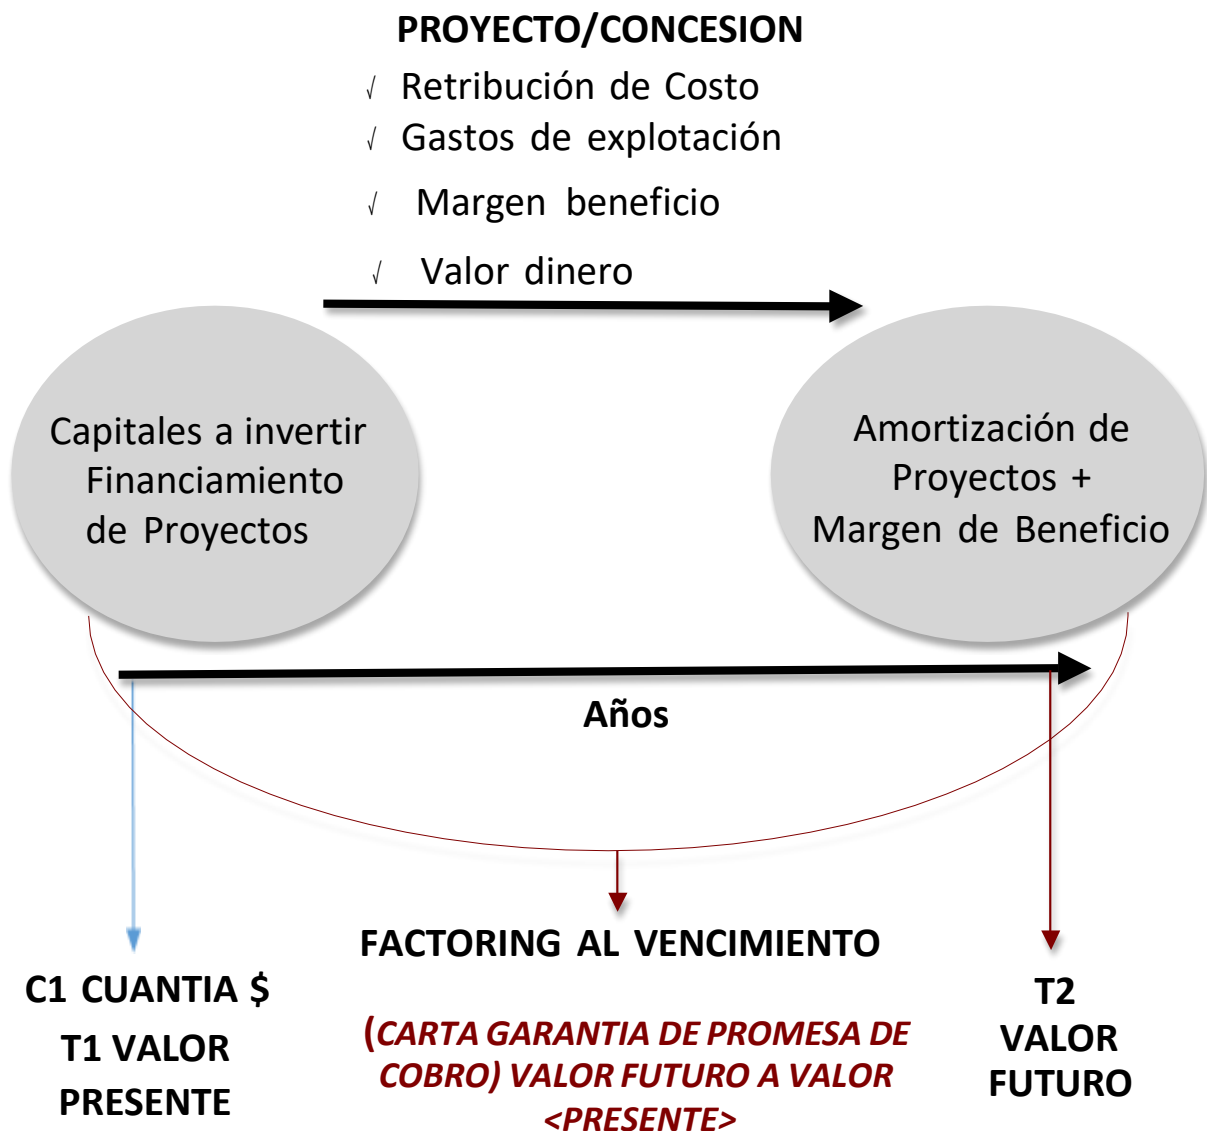 PROYECTO/CONCESION
√ Retribución de Costo
√ Gastos de explotación
√ Margen beneficio
√ Valor dinero
Capitales a invertir
Financiamiento
de Proyectos
Amortización de
Proyectos +
Margen de Beneficio
Años
FACTORING AL VENCIMIENTO
C1 CUANTIA $
T1 VALOR
PRESENTE
(CARTA GARANTIA DE PROMESA DE
COBRO) VALOR FUTURO A VALOR
<PRESENTE>
T2
VALOR
FUTURO